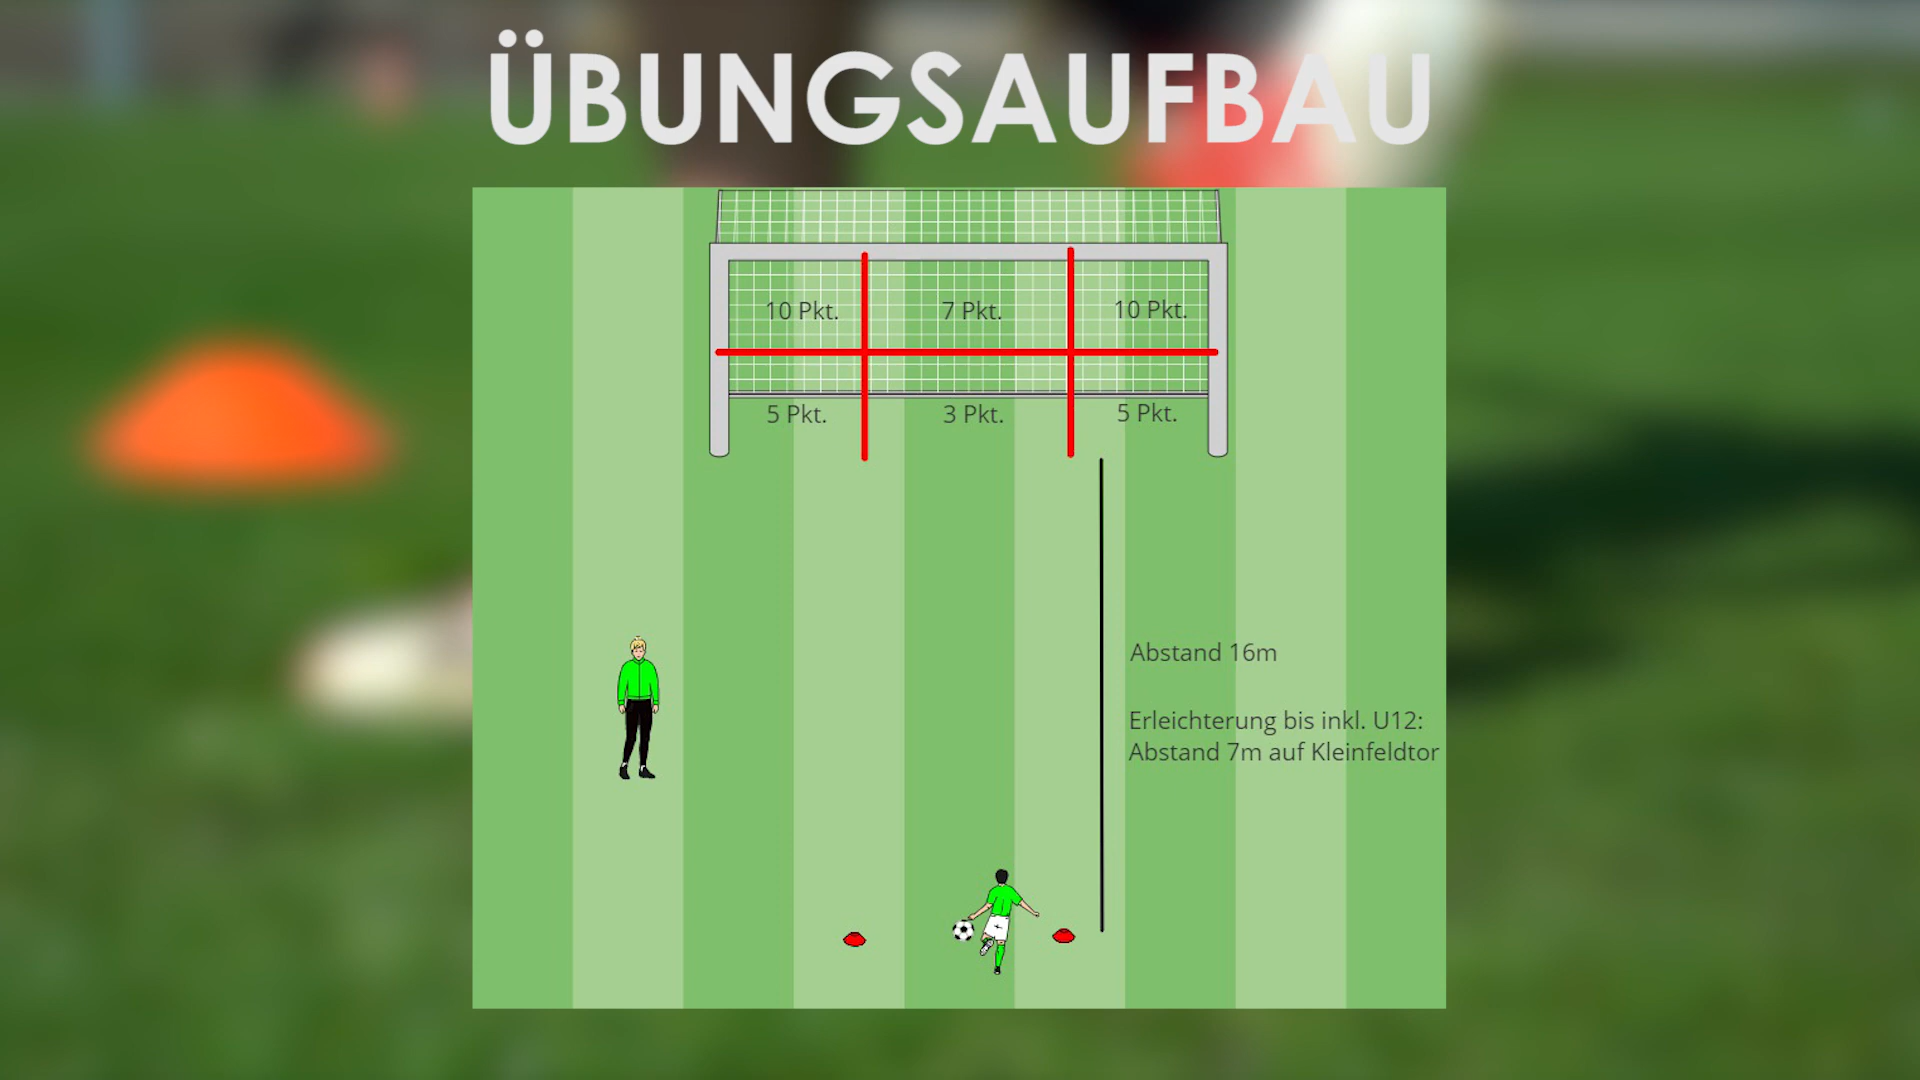 ÜBUNGSAUFBAU
10 Pkt. 7 Pkt. 10 Pkt.
5 Pkt. 3 Pkt. 5 Pkt.
Abstand 16m
Erleichterung bis inkl. U12:
Abstand 7m auf Kleinfeldtor